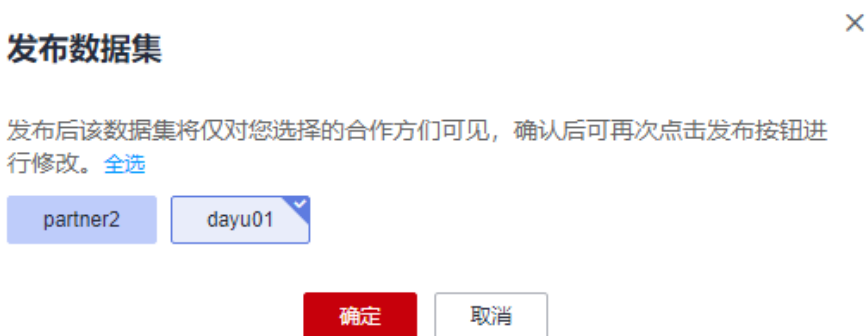 发布数据集
发布后该数据集将仅对您选择的合作方们可见，确认后可再次点击发布按钮进
行修改。全选
partner2 dayu01
确定 取消